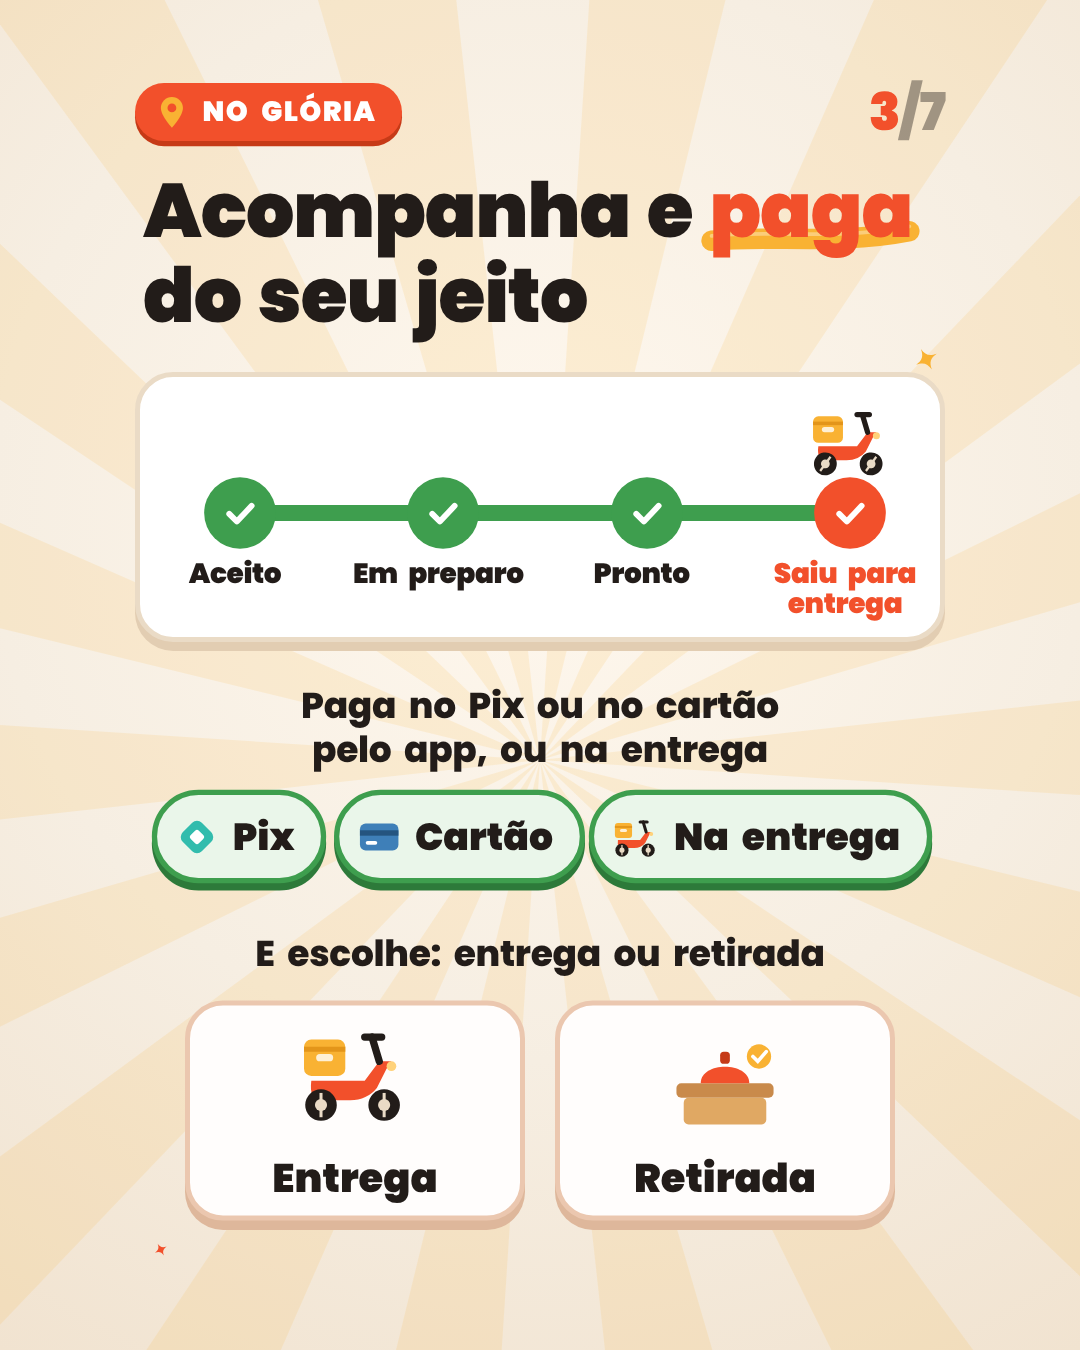 NO GLÓRIA
3/7
Acompanha e paga
do seu jeito
Aceito
Em preparo
Pronto
Saiu para
entrega
Paga no Pix ou no cartão
pelo app, ou na entrega
Pix
Cartão
Na entrega
E escolhe: entrega ou retirada
Entrega
Retirada